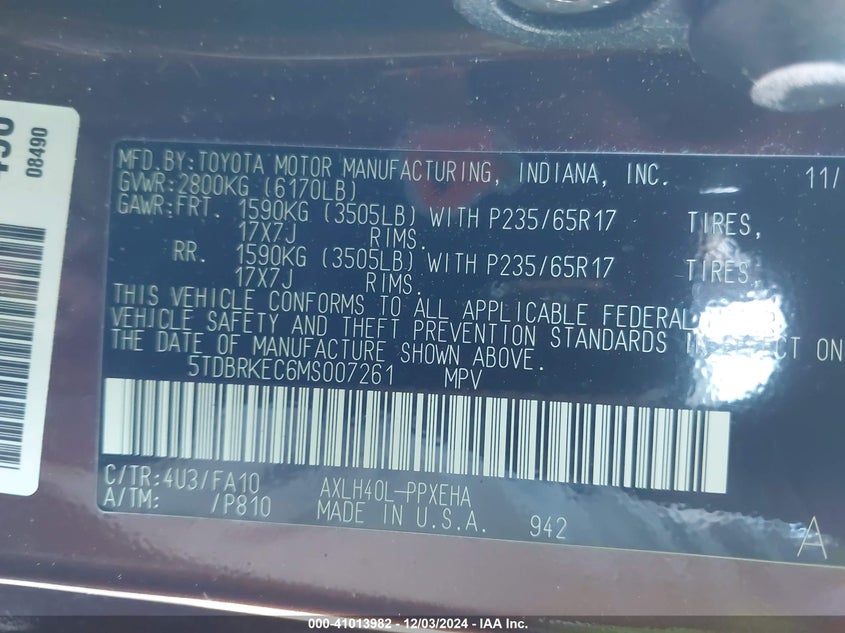 08490
MFD.BY:TOYOTA MOTOR MANUFACTURING, INDIANA, INC. 11/
GVWR:2800KG (6170LB)
GAWR:FRT. 1590KG (3505LB) WITH P235/65R17 TIRES,
17X7J RIMS.
RR. 1590KG (3505LB) WITH P235/65R17 TIRES,
17X7J RIMS.
THIS VEHICLE CONFORMS TO ALL APPLICABLE FEDERAL
VEHICLE SAFETY AND THEFT PREVENTION STANDARDS IN EFFECT ON
THE DATE OF MANUFACTURE SHOWN ABOVE.
5TDBRKEC6MS007261 MPV
C/TR:4U3/FA10 AXLH40L-PPXEHA
A/TM: /P810 MADE IN U.S.A. 942
A
000-41013982 - 12/03/2024 - IAA Inc.